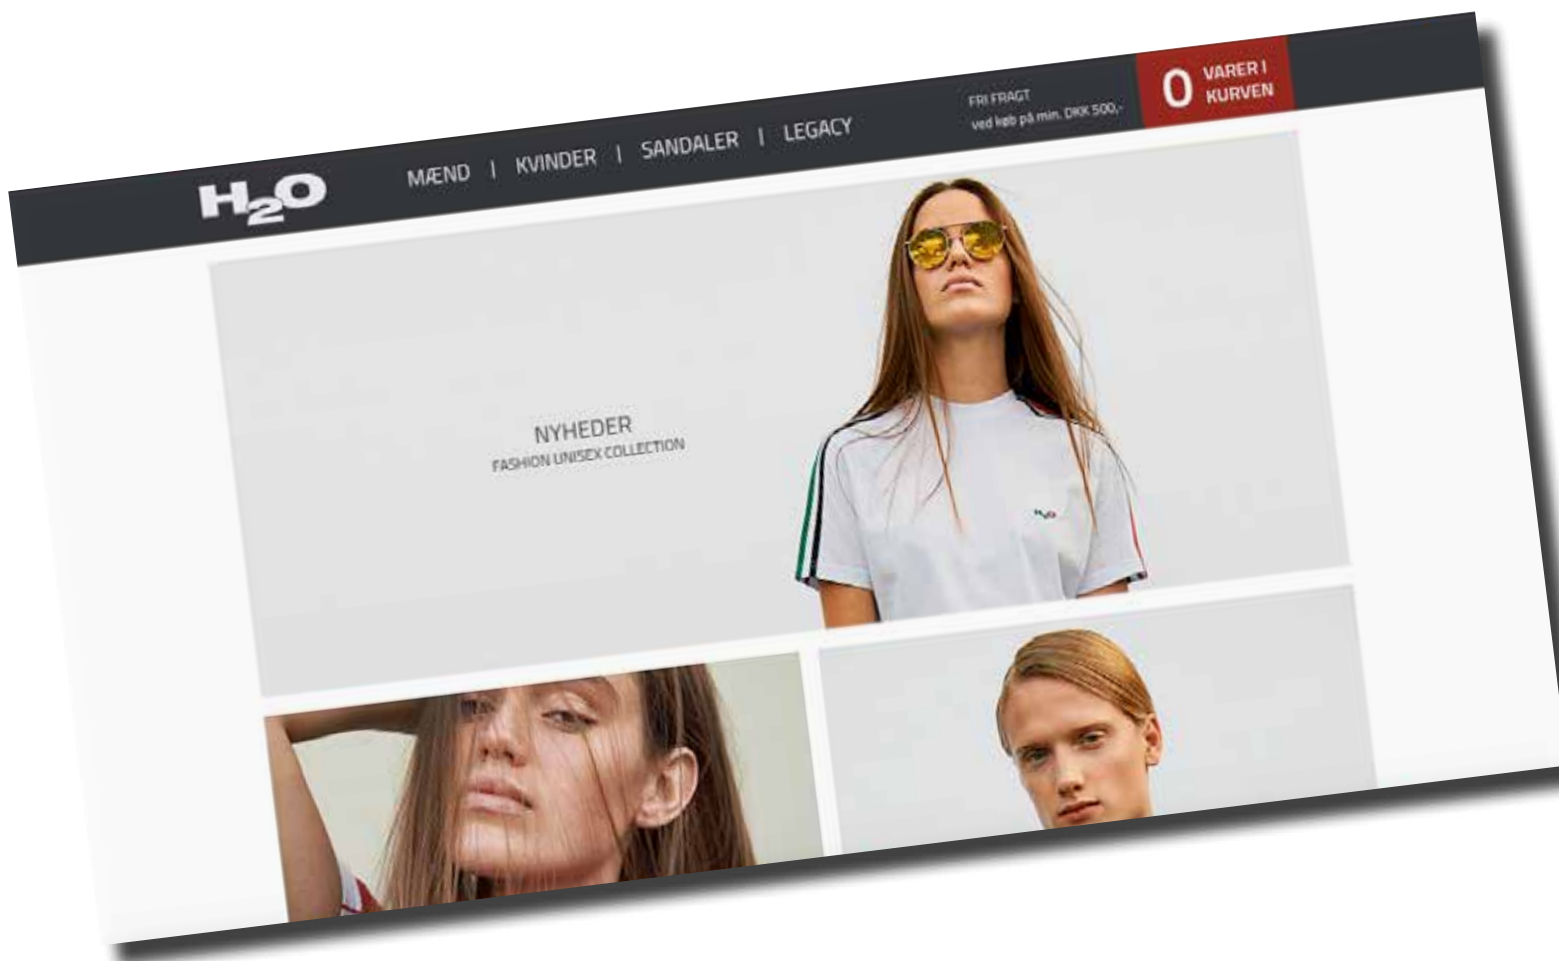 H2O
MÆND | KVINDER | SANDALER | LEGACY
FRI FRAGT
ved køb på min. DKK 500,-
0 VARER I
KURVEN
NYHEDER
FASHION UNISEX COLLECTION
H2O